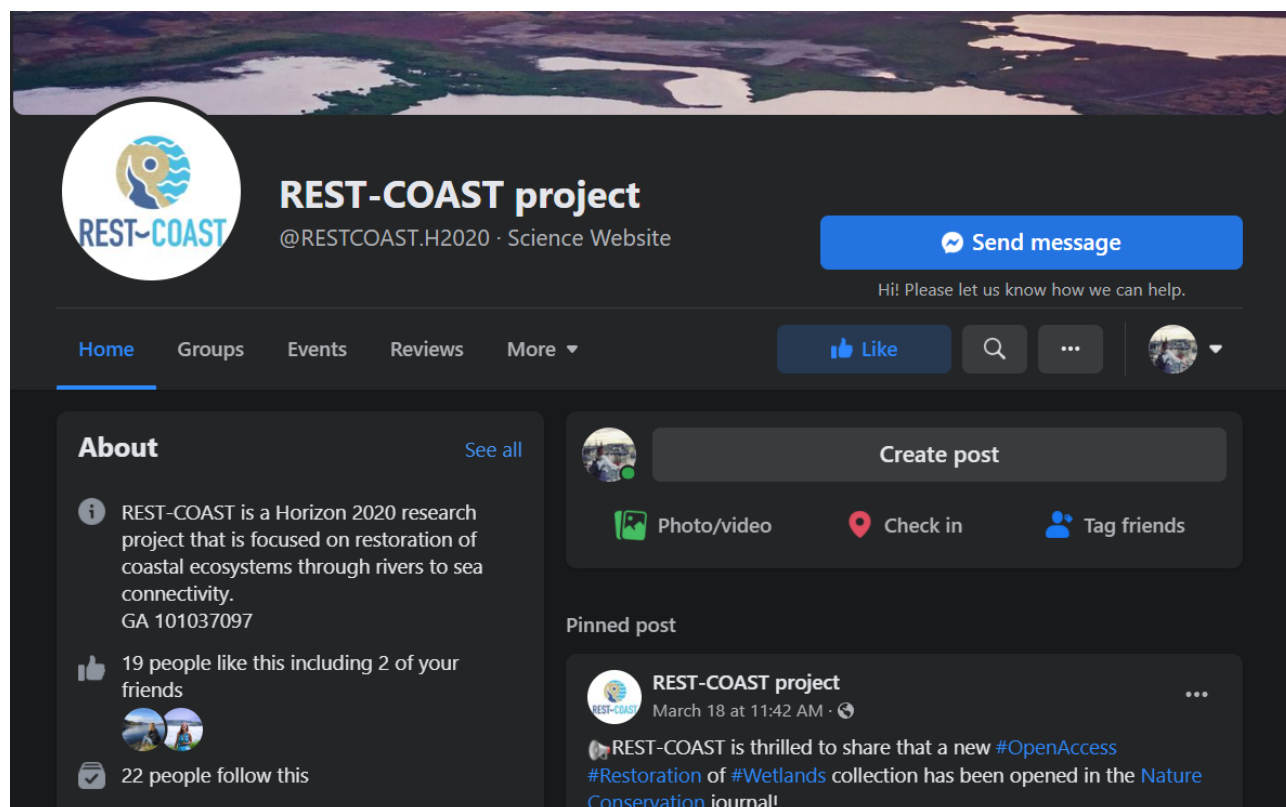 REST-COAST
REST-COAST project
@RESTCOAST.H2020 · Science Website
Send message
Hi! Please let us know how we can help.
Home
Groups
Events
Reviews
More
Like
About
See all
REST-COAST is a Horizon 2020 research
project that is focused on restoration of
coastal ecosystems through rivers to sea
connectivity.
GA 101037097
19 people like this including 2 of your
friends
22 people follow this
Create post
Photo/video
Check in
Tag friends
Pinned post
REST-COAST
REST-COAST project
March 18 at 11:42 AM ·
REST-COAST is thrilled to share that a new #OpenAccess
#Restoration of #Wetlands collection has been opened in the Nature
Conservation journal!